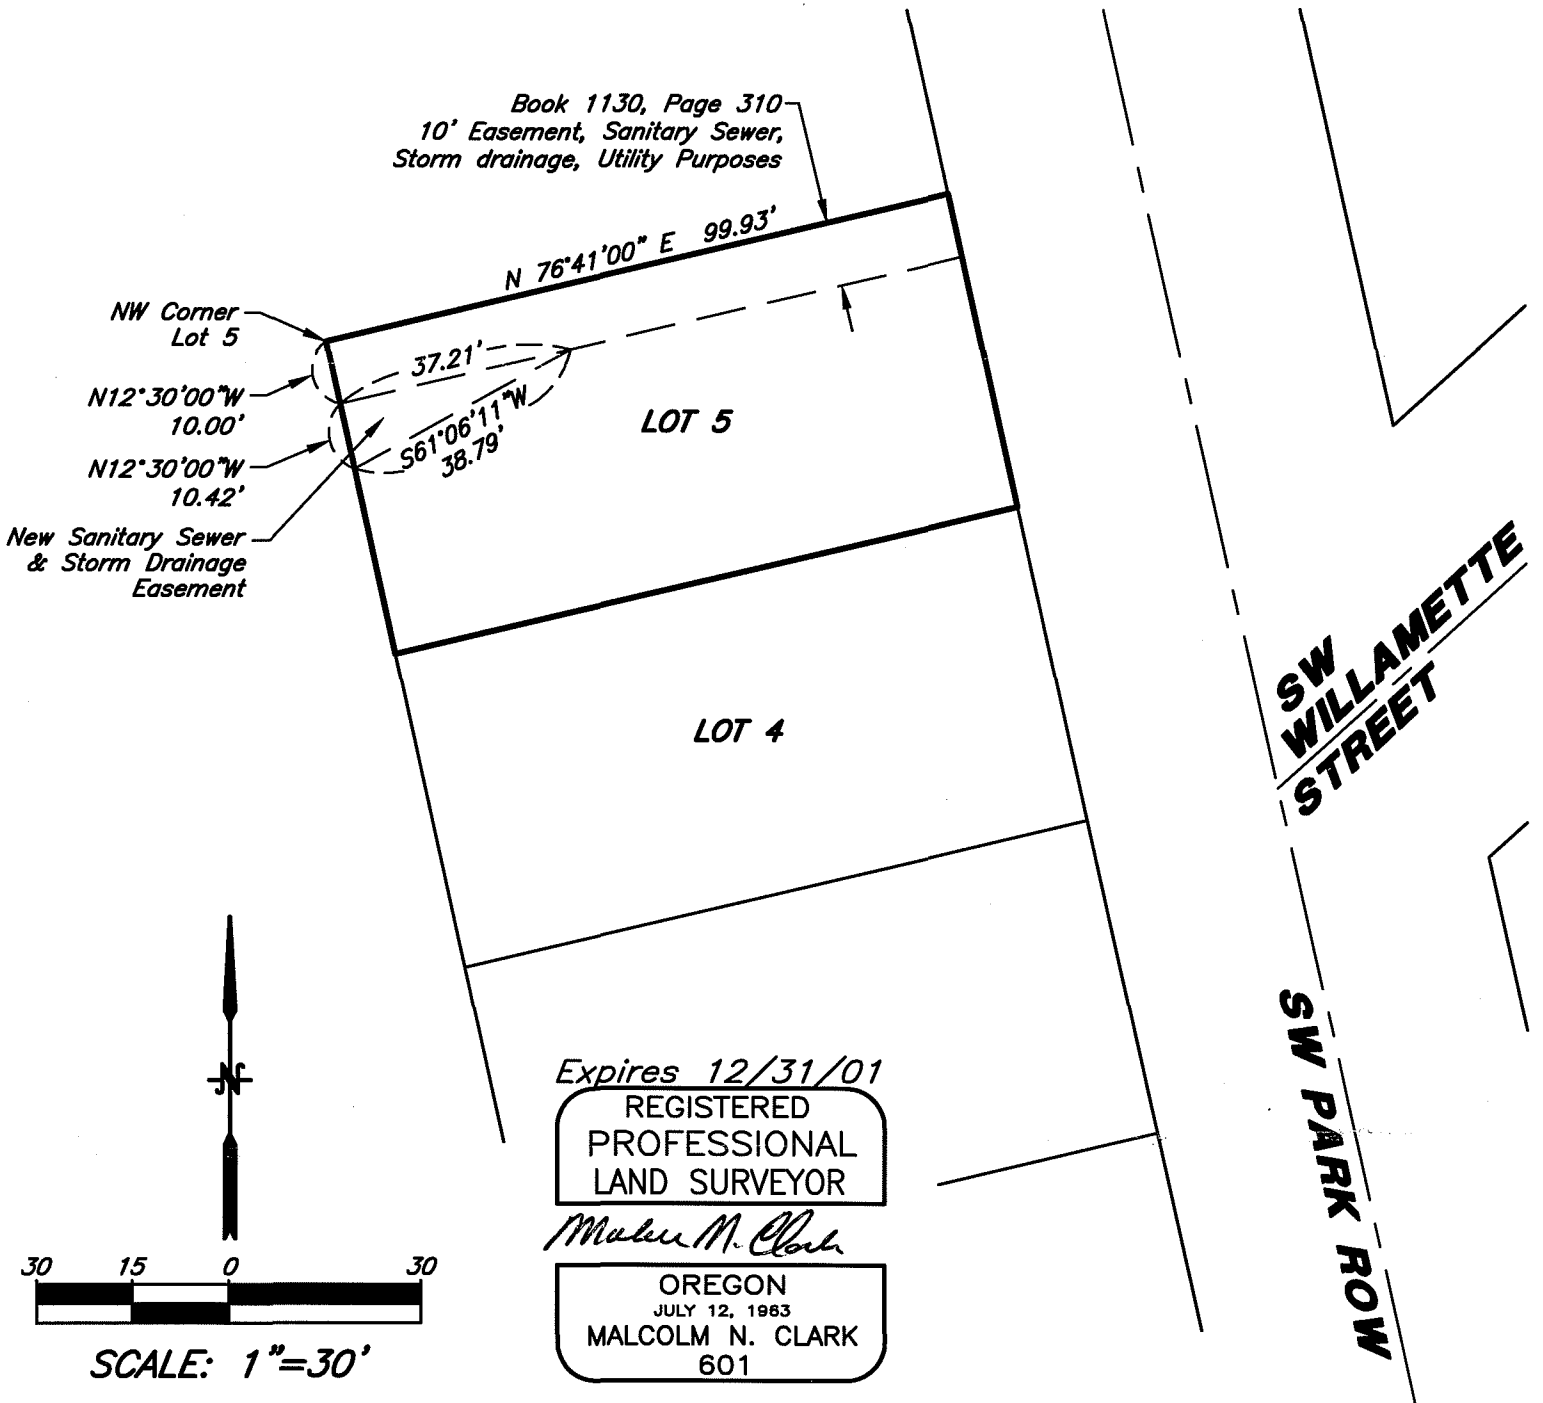 Book 1130, Page 310
10' Easement, Sanitary Sewer,
Storm drainage, Utility Purposes
N 76°41'00" E 99.93'
NW Corner
Lot 5
37.21'
N12°30'00"W
10.00'
S61°06'11"W
38.79'
LOT 5
N12°30'00"W
10.42'
New Sanitary Sewer
& Storm Drainage
Easement
LOT 4
SW
WILLAMETTE
STREET
SW PARK ROW
N
30 15 0 30
SCALE: 1"=30'
Expires 12/31/01
REGISTERED
PROFESSIONAL
LAND SURVEYOR
Malcolm N. Clark
OREGON
JULY 12, 1963
MALCOLM N. CLARK
601